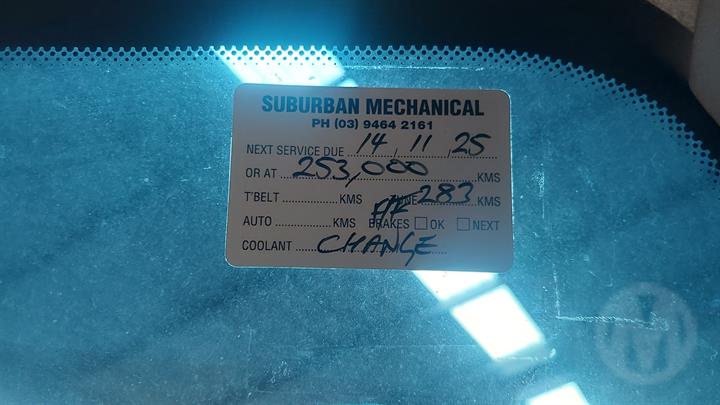 SUBURBAN MECHANICAL
PH (03) 9464 2161
NEXT SERVICE DUE 14 11 25
OR AT 253,000 KMS
T'BELT KMS TUNE 283 KMS
AUTO KMS BRAKES OK NEXT
COOLANT CHANGE